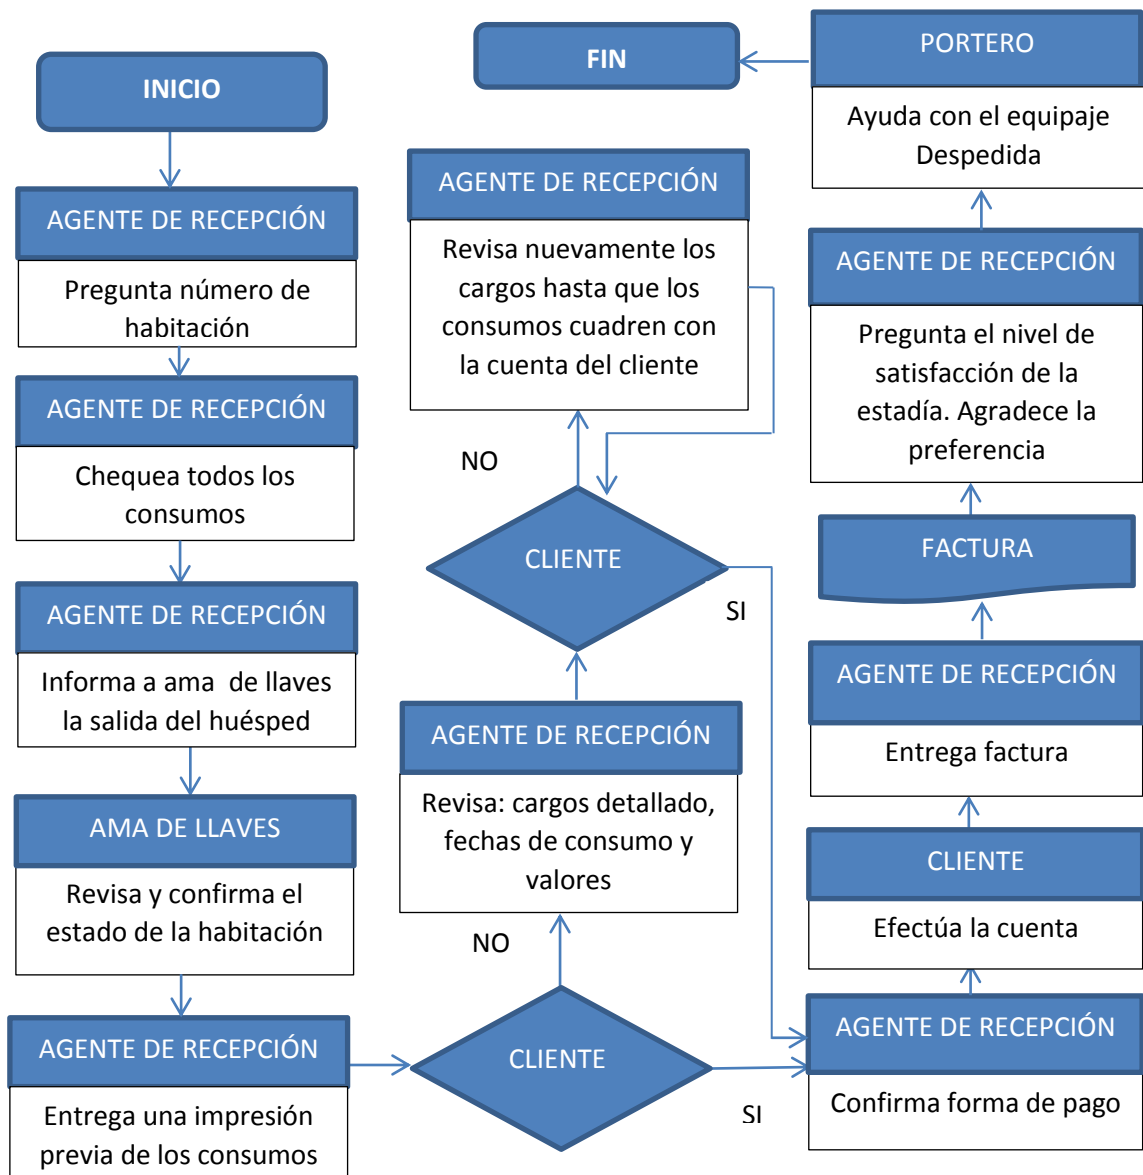 INICIO
AGENTE DE RECEPCIÓN
Pregunta número de
habitación
AGENTE DE RECEPCIÓN
Chequea todos los
consumos
AGENTE DE RECEPCIÓN
Informa a ama  de llaves
la salida del huésped
AMA DE LLAVES
Revisa y confirma el
estado de la habitación
AGENTE DE RECEPCIÓN
Entrega una impresión
previa de los consumos
CLIENTE
NO
SI
AGENTE DE RECEPCIÓN
Revisa: cargos detallado,
fechas de consumo y
valores
CLIENTE
NO
SI
AGENTE DE RECEPCIÓN
Revisa nuevamente los
cargos hasta que los
consumos cuadren con
la cuenta del cliente
AGENTE DE RECEPCIÓN
Confirma forma de pago
CLIENTE
Efectúa la cuenta
AGENTE DE RECEPCIÓN
Entrega factura
FACTURA
AGENTE DE RECEPCIÓN
Pregunta el nivel de
satisfacción de la
estadía. Agradece la
preferencia
PORTERO
Ayuda con el equipaje
Despedida
FIN